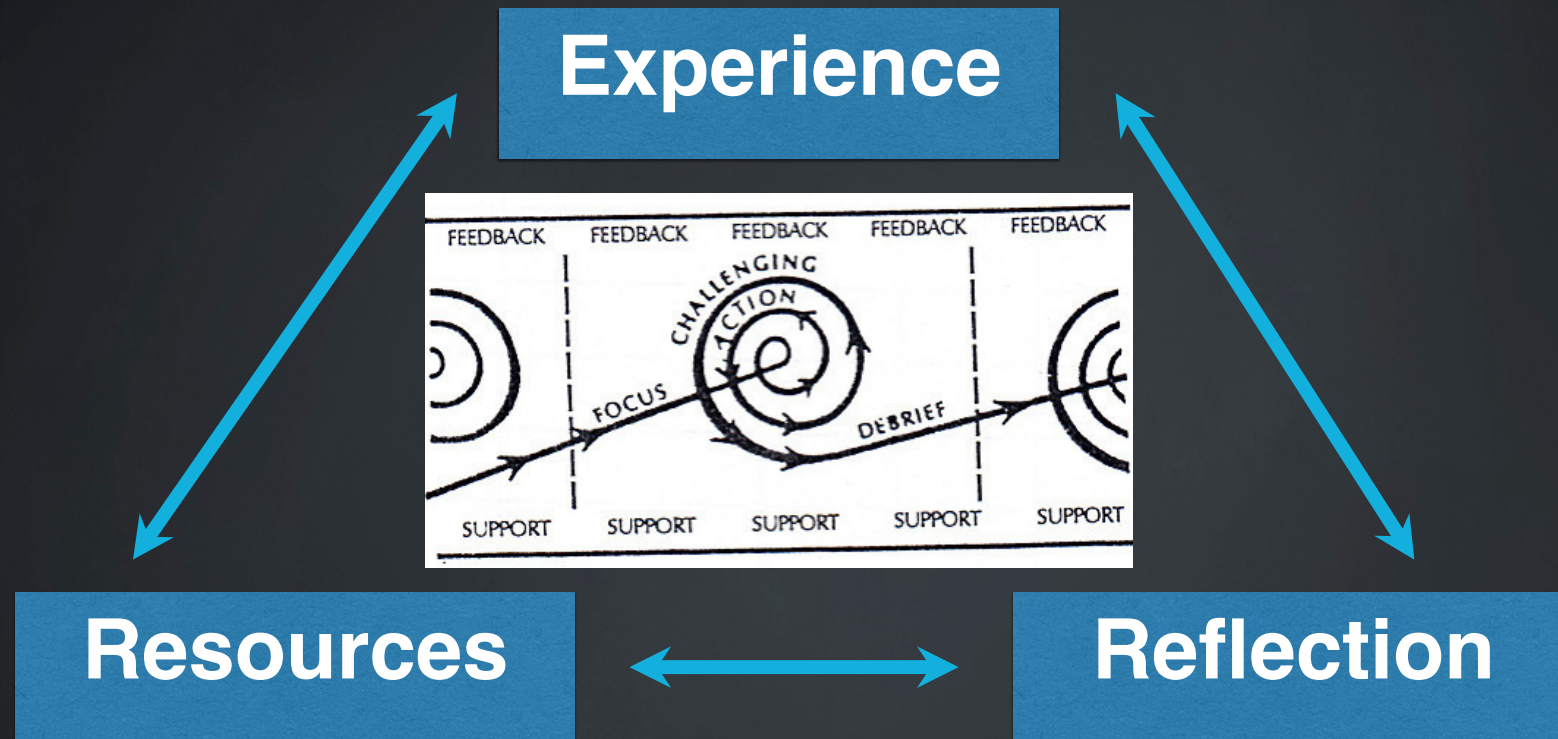 Experience
FEEDBACK FEEDBACK FEEDBACK FEEDBACK FEEDBACK
CHALLENGING
ACTION
FOCUS
DEBRIEF
SUPPORT SUPPORT SUPPORT SUPPORT SUPPORT
Resources
Reflection